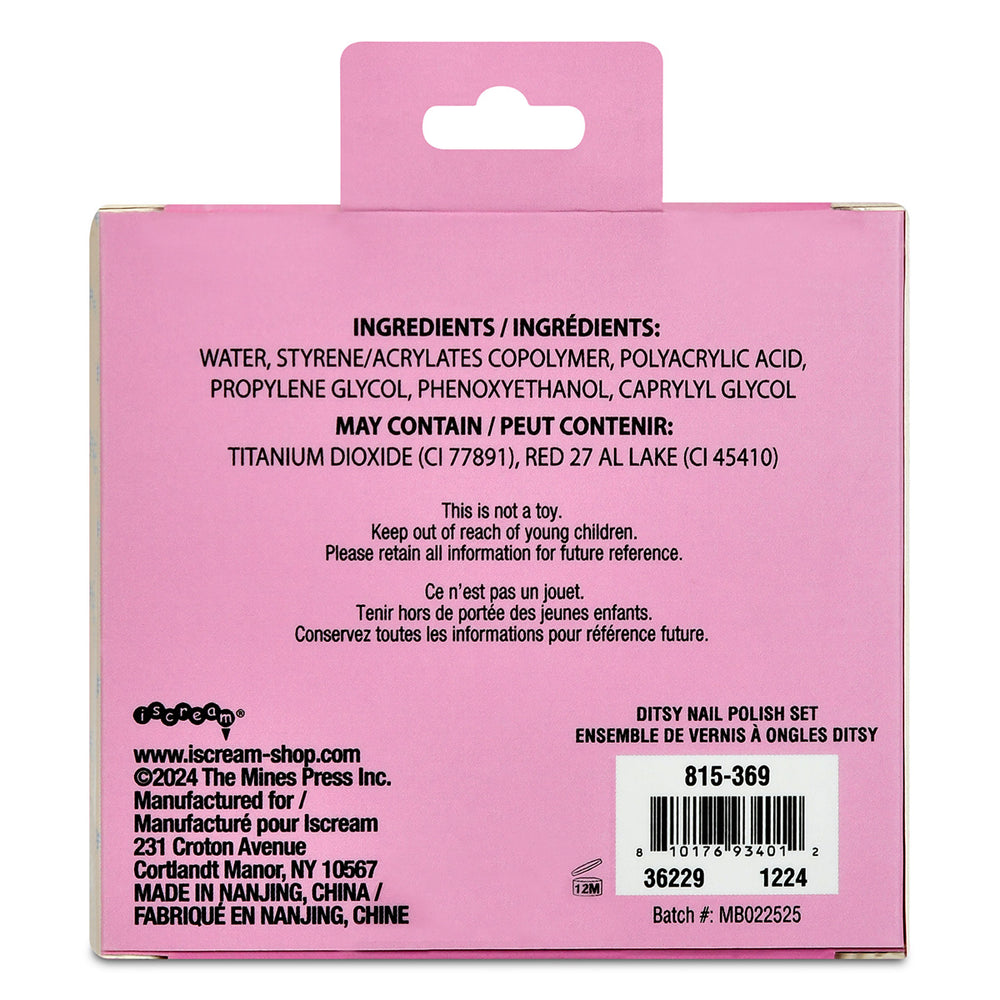 INGREDIENTS / INGRÉDIENTS:
WATER, STYRENE/ACRYLATES COPOLYMER, POLYACRYLIC ACID,
PROPYLENE GLYCOL, PHENOXYETHANOL, CAPRYLYL GLYCOL
MAY CONTAIN / PEUT CONTENIR:
TITANIUM DIOXIDE (CI 77891), RED 27 AL LAKE (CI 45410)
This is not a toy.
Keep out of reach of young children.
Please retain all information for future reference.
Ce n'est pas un jouet.
Tenir hors de portée des jeunes enfants.
Conservez toutes les informations pour référence future.
iscream®
www.iscream-shop.com
©2024 The Mines Press Inc.
Manufactured for /
Manufacturé pour Iscream
231 Croton Avenue
Cortlandt Manor, NY 10567
MADE IN NANJING, CHINA /
FABRIQUÉ EN NANJING, CHINE
DITSY NAIL POLISH SET
ENSEMBLE DE VERNIS À ONGLES DITSY
815-369
8 10176 93401 2
36229 1224
12M
Batch #: MB022525